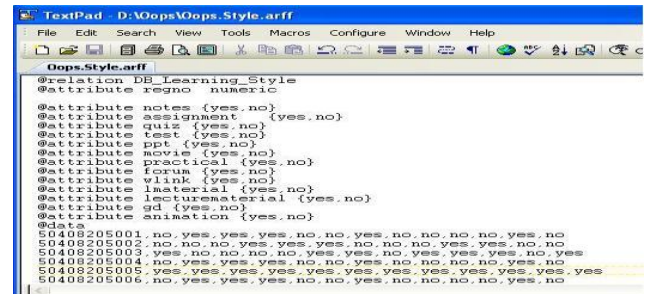 TextPad - D:\Oops\Oops.Style.arff
File Edit Search View Tools Macros Configure Window Help
Oops.Style.arff
@relation DB_Learning_Style
@attribute regno numeric
@attribute notes {yes,no}
@attribute assignment {yes,no}
@attribute quiz {yes,no}
@attribute test {yes,no}
@attribute ppt {yes,no}
@attribute movie {yes,no}
@attribute practical {yes,no}
@attribute forum {yes,no}
@attribute wlink {yes,no}
@attribute lmaterial {yes,no}
@attribute lecturematerial {yes,no}
@attribute gd {yes,no}
@attribute animation {yes,no}
@data
50408205001,no,yes,yes,yes,no,no,yes,no,no,no,yes,no
50408205002,no,no,no,yes,yes,yes,no,no,no,yes,yes,no
50408205003,yes,no,no,no,no,yes,yes,yes,yes,no,no,yes
50408205004,no,yes,yes,yes,no,yes,no,no,no,no,yes,no
50408205005,yes,yes,yes,yes,yes,yes,yes,yes,yes,yes,yes,yes
50408205006,no,yes,yes,yes,no,no,yes,no,no,no,yes,no